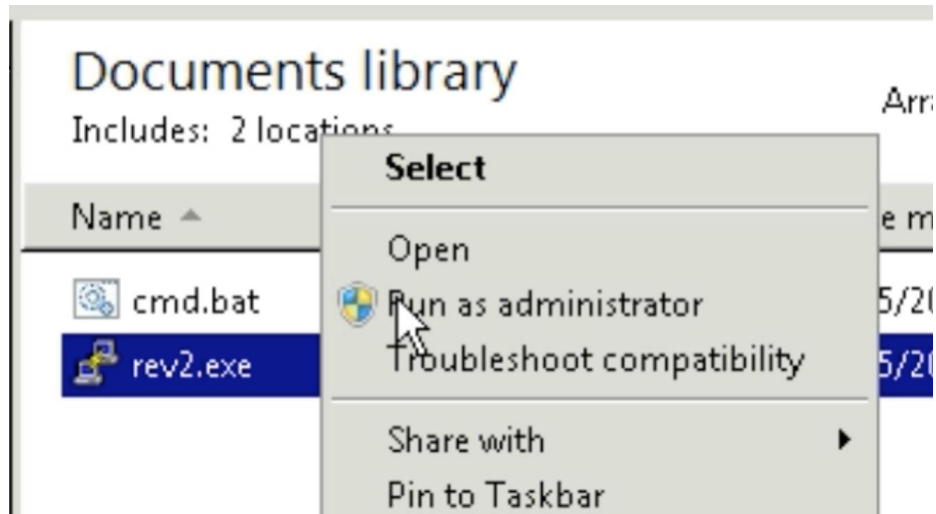 Documents library
Arra
Includes: 2 locations
Select
Name
e m
Open
cmd.bat
Run as administrator
5/20
rev2.exe
Troubleshoot compatibility
5/20
Share with
Pin to Taskbar